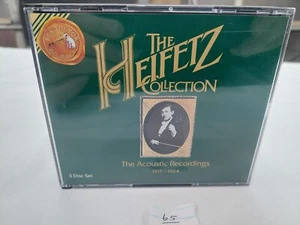 THE
HEIFETZ
COLLECTION
The Acoustic Recordings
1917 - 1924
3 Disc Set
65